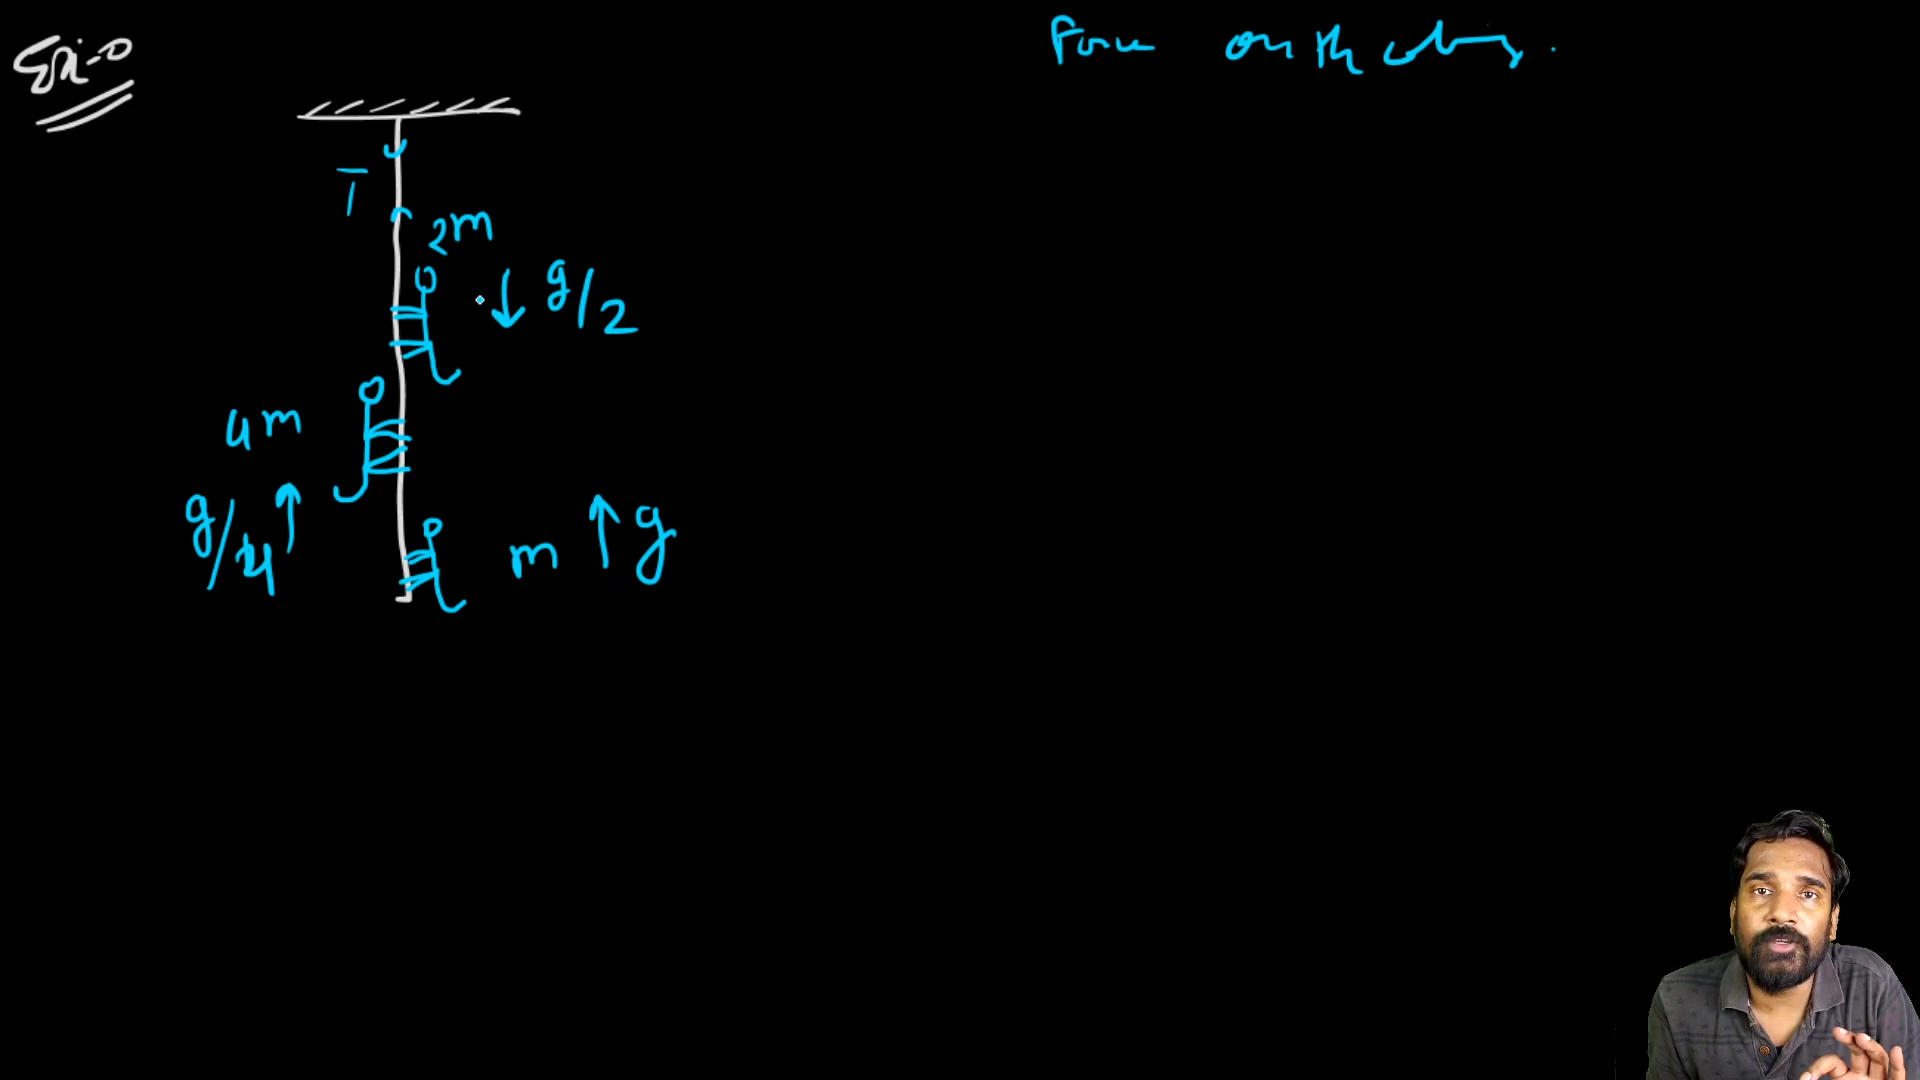 Force on the ceiling.
T
2m
g/2
4m
g/4
m
g